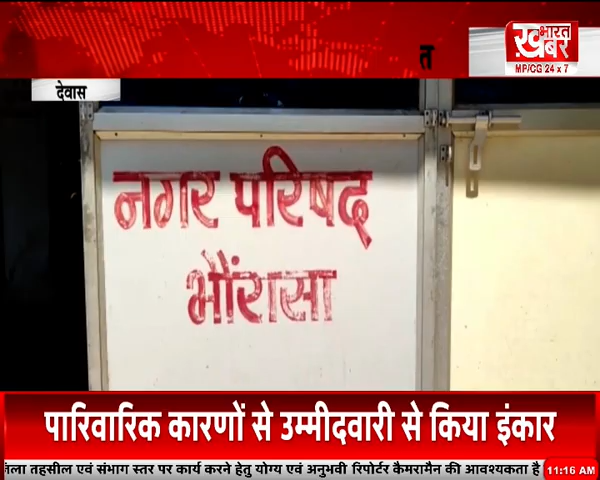 त
भारत
ख़बर
MP/CG 24 x 7
देवास
नगर परिषद
भौंरासा
पारिवारिक कारणों से उम्मीदवारी से किया इंकार
तहसील एवं संभाग स्तर पर कार्य करने हेतु योग्य एवं अनुभवी रिपोर्टर कैमरामैन की आवश्यकता है
11:16 AM